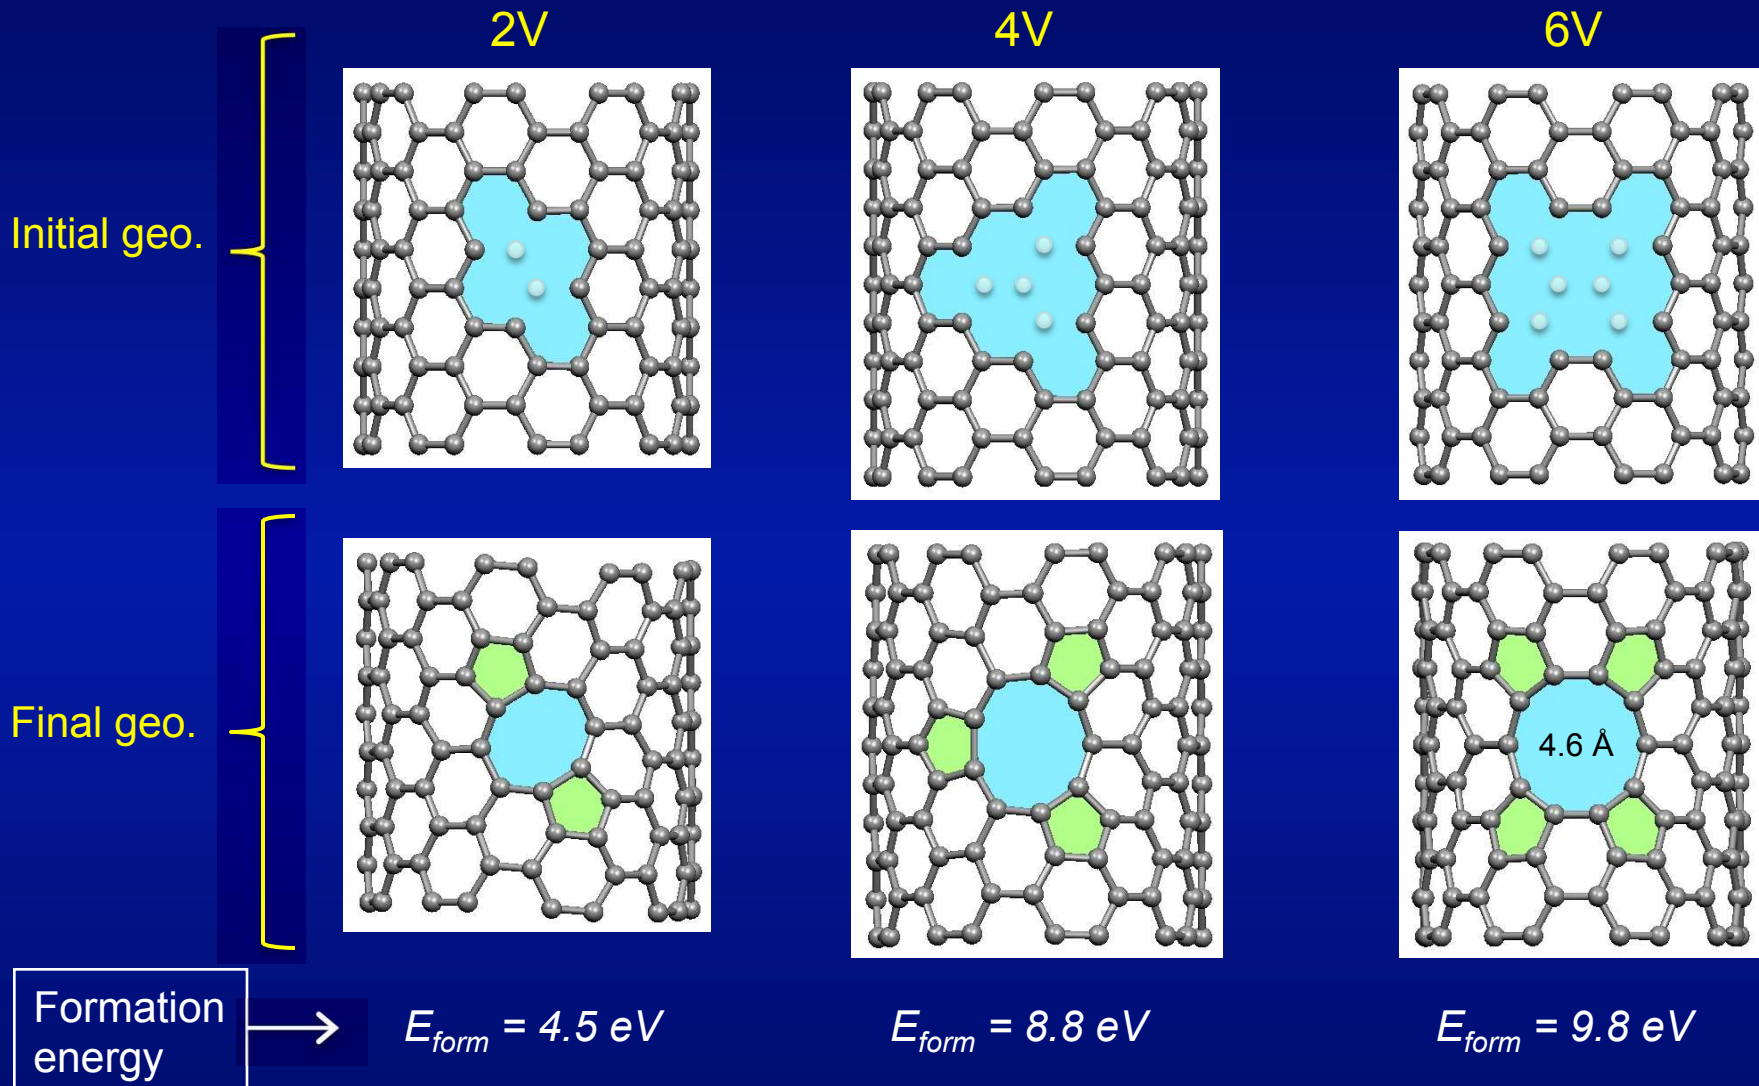 2V
4V
6V
Initial geo.
Final geo.
4.6 Å
Formation
energy
E_form = 4.5 eV
E_form = 8.8 eV
E_form = 9.8 eV